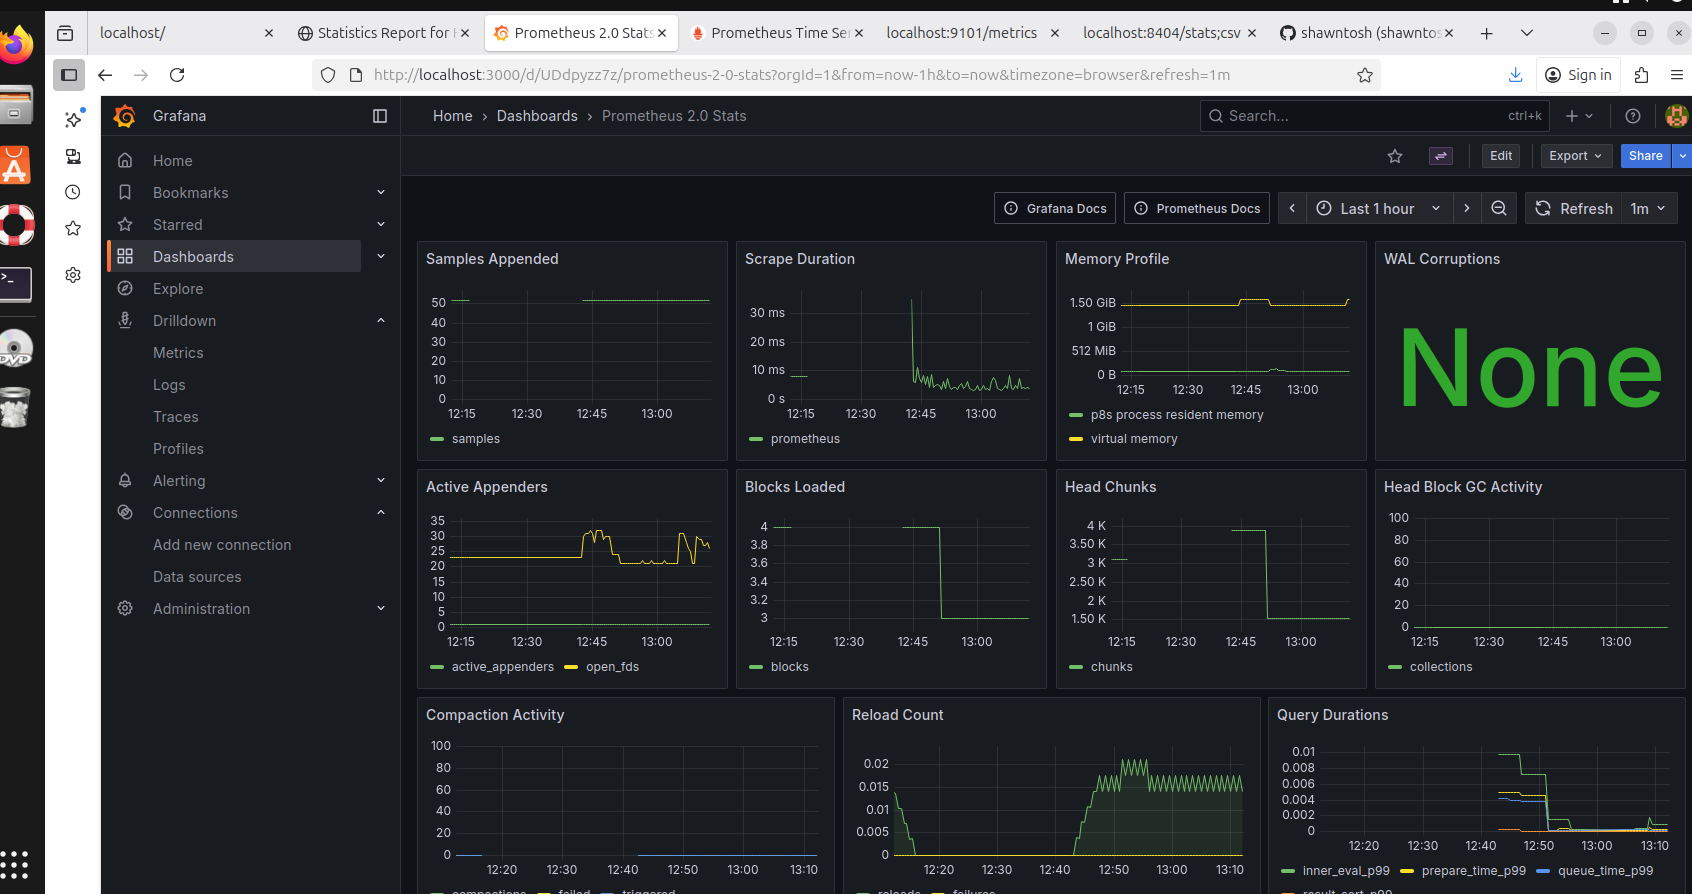 localhost/
Statistics Report for H
Prometheus 2.0 Stats
Prometheus Time Ser
localhost:9101/metrics
localhost:8404/stats;csv
shawntosh (shawntos
http://localhost:3000/d/UDdpyzz7z/prometheus-2-0-stats?orgId=1&from=now-1h&to=now&timezone=browser&refresh=1m
Sign in
Grafana
Home › Dashboards › Prometheus 2.0 Stats
Search...
ctrl+k
Edit
Export
Share
Home
Bookmarks
Starred
Dashboards
Explore
Drilldown
Metrics
Logs
Traces
Profiles
Alerting
Connections
Add new connection
Data sources
Administration
Grafana Docs
Prometheus Docs
Last 1 hour
Refresh
1m
Samples Appended
50
40
30
20
10
0
12:15 12:30 12:45 13:00
samples
Scrape Duration
30 ms
20 ms
10 ms
0 s
12:15 12:30 12:45 13:00
prometheus
Memory Profile
1.50 GiB
1 GiB
512 MiB
0 B
12:15 12:30 12:45 13:00
p8s process resident memory
virtual memory
WAL Corruptions
None
Active Appenders
35
30
25
20
15
10
5
0
12:15 12:30 12:45 13:00
active_appenders open_fds
Blocks Loaded
4
3.8
3.6
3.4
3.2
3
12:15 12:30 12:45 13:00
blocks
Head Chunks
4 K
3.50 K
3 K
2.50 K
2 K
1.50 K
12:15 12:30 12:45 13:00
chunks
Head Block GC Activity
100
80
60
40
20
0
12:15 12:30 12:45 13:00
collections
Compaction Activity
100
80
60
40
20
0
12:20 12:30 12:40 12:50 13:00 13:10
compactions failed triggered
Reload Count
0.02
0.015
0.01
0.005
0
12:20 12:30 12:40 12:50 13:00 13:10
reloads failures
Query Durations
0.01
0.008
0.006
0.004
0.002
0
12:20 12:30 12:40 12:50 13:00 13:10
inner_eval_p99 prepare_time_p99 queue_time_p99
result_sort_p99
DVD